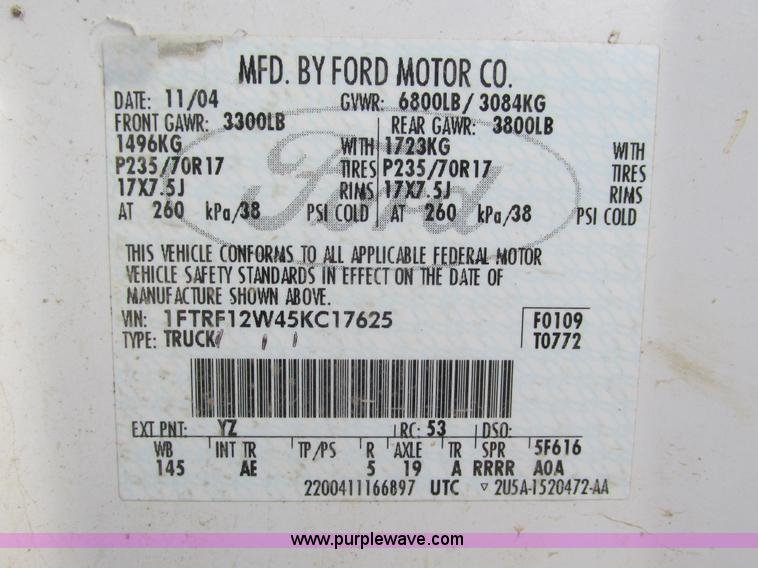 MFD. BY FORD MOTOR CO.
DATE: 11/04 GVWR: 6800LB/ 3084KG
FRONT GAWR: 3300LB REAR GAWR: 3800LB
1496KG WITH 1723KG WITH
P235/70R17 TIRES P235/70R17 TIRES
17X7.5J RIMS 17X7.5J RIMS
AT 260 kPa/38 PSI COLD AT 260 kPa/38 PSI COLD
Ford
THIS VEHICLE CONFORMS TO ALL APPLICABLE FEDERAL MOTOR
VEHICLE SAFETY STANDARDS IN EFFECT ON THE DATE OF
MANUFACTURE SHOWN ABOVE.
VIN: 1FTRF12W45KC17625 F0109
TYPE: TRUCK T0772
EXT PNT: YZ RC: 53 DSO:
WB INT TR TP/PS R AXLE TR SPR 5F616
145 AE 5 19 A RRRR A0A
2200411166897 UTC ▿ 2U5A-1520472-AA
www.purplewave.com